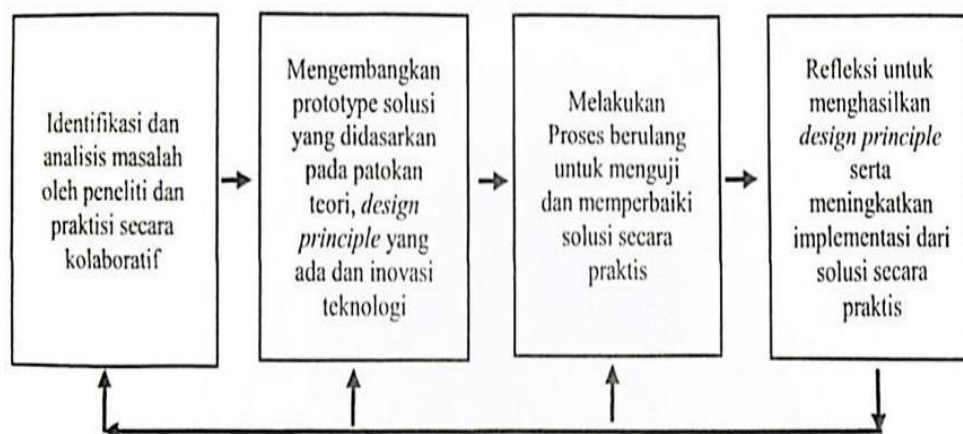 Identifikasi dan
analisis masalah
oleh peneliti dan
praktisi secara
kolaboratif
Mengembangkan
prototype solusi
yang didasarkan
pada patokan
teori, design
principle yang
ada dan inovasi
teknologi
Melakukan
Proses berulang
untuk menguji
dan memperbaiki
solusi secara
praktis
Refleksi untuk
menghasilkan
design principle
serta
meningkatkan
implementasi dari
solusi secara
praktis